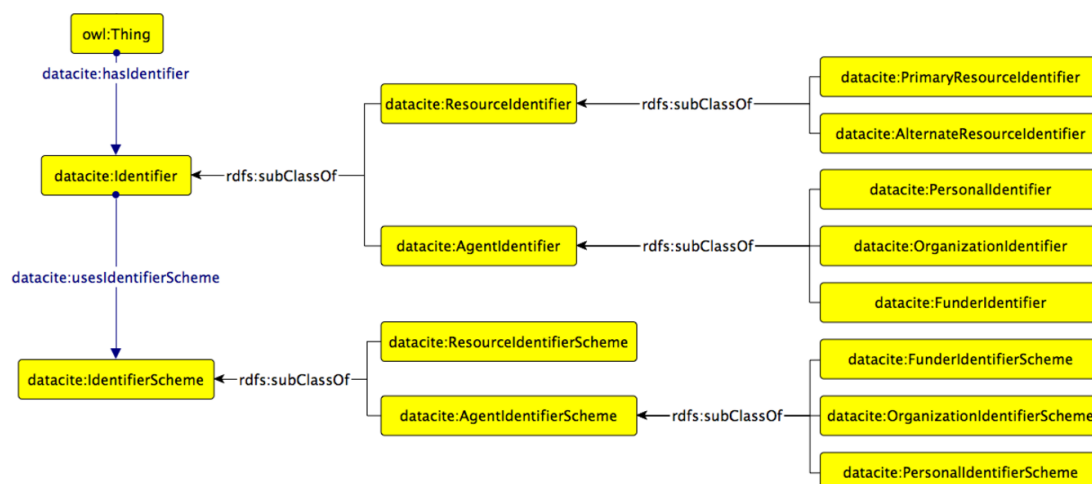 owl:Thing
datacite:hasIdentifier
datacite:Identifier
datacite:usesIdentifierScheme
datacite:IdentifierScheme
rdfs:subClassOf
datacite:ResourceIdentifier
rdfs:subClassOf
datacite:PrimaryResourceIdentifier
datacite:AlternateResourceIdentifier
datacite:AgentIdentifier
rdfs:subClassOf
datacite:PersonalIdentifier
datacite:OrganizationIdentifier
datacite:FunderIdentifier
rdfs:subClassOf
datacite:ResourceIdentifierScheme
datacite:AgentIdentifierScheme
rdfs:subClassOf
datacite:FunderIdentifierScheme
datacite:OrganizationIdentifierScheme
datacite:PersonalIdentifierScheme